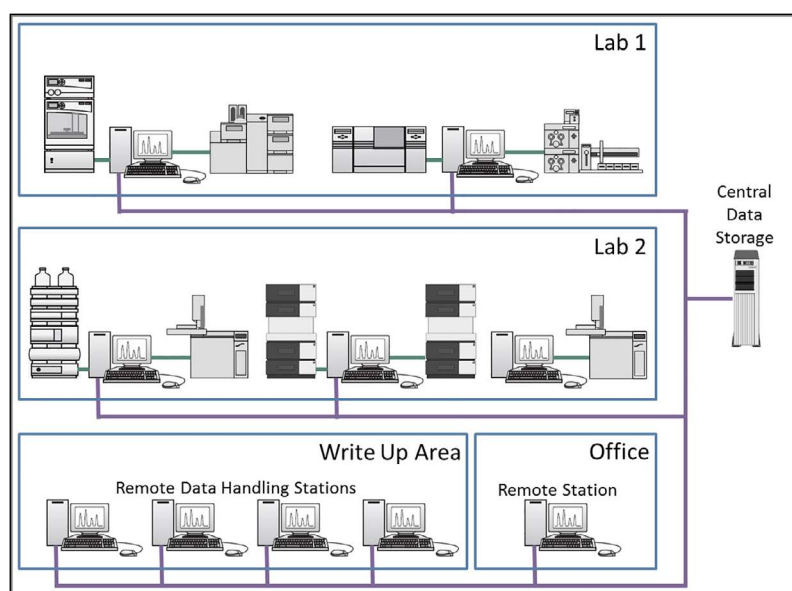 Lab 1
Central
Data
Storage
Lab 2
Write Up Area
Office
Remote Data Handling Stations
Remote Station